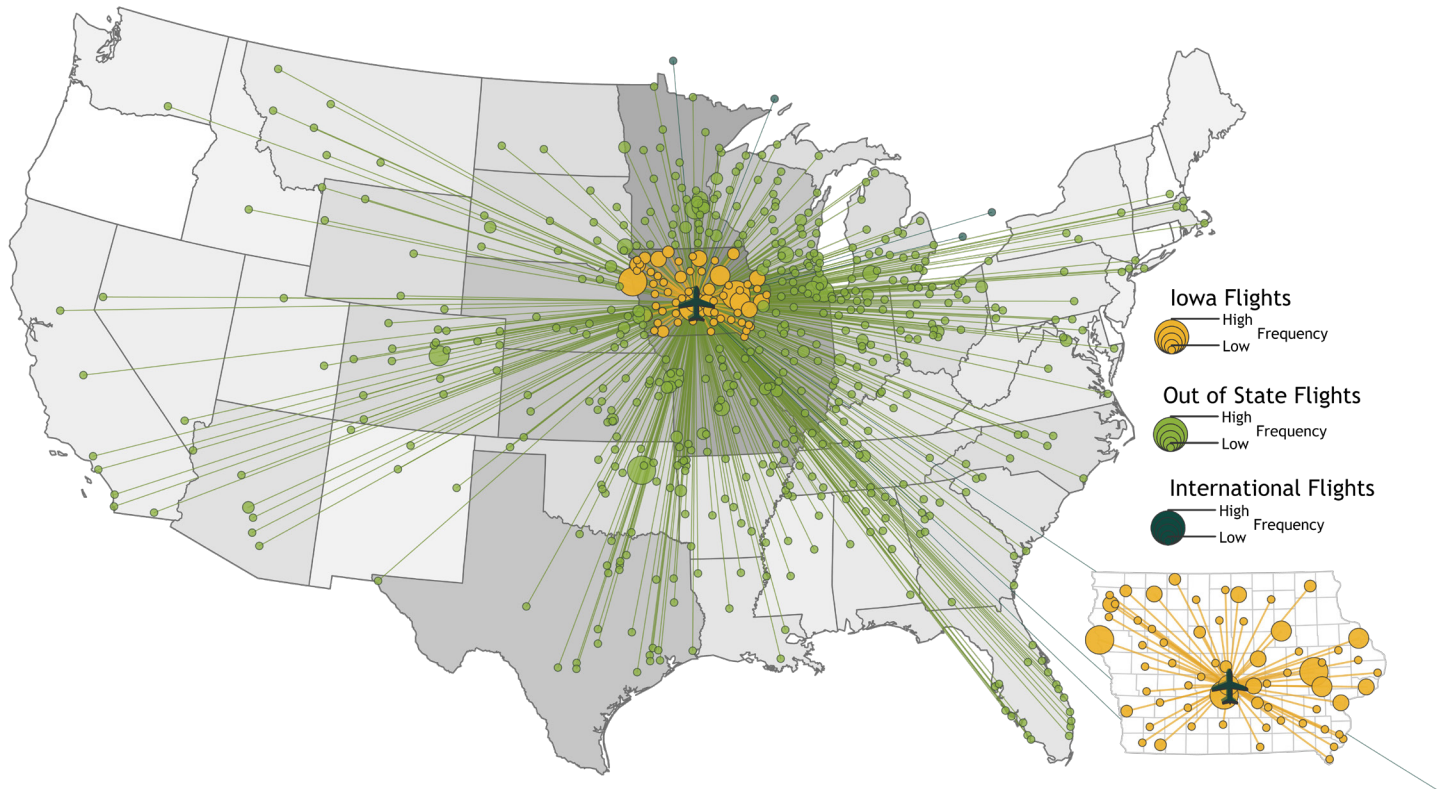 Iowa Flights
High
Frequency
Low
Out of State Flights
High
Frequency
Low
International Flights
High
Frequency
Low